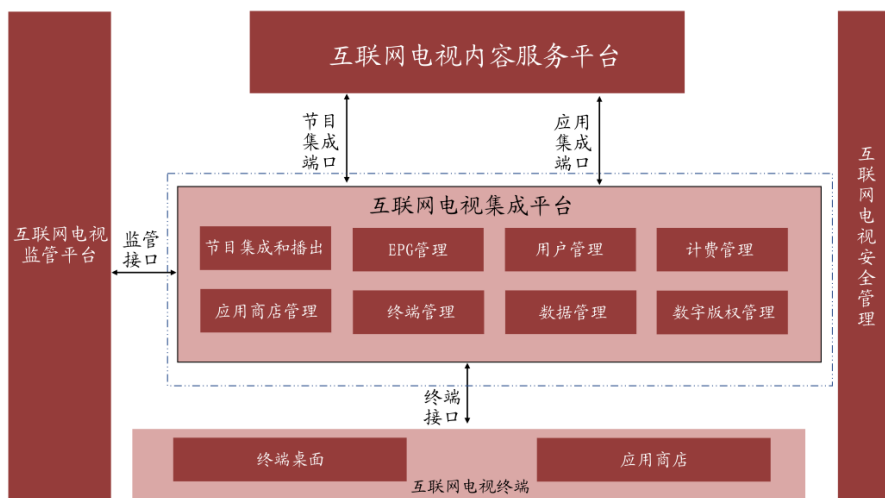 互联网电视内容服务平台
节目
集成
端口
应用
集成
端口
互联网电视
监管平台
监管
接口
互联网电视集成平台
节目集成和播出
EPG管理
用户管理
计费管理
应用商店管理
终端管理
数据管理
数字版权管理
互联网电视安全管理
终端
接口
终端桌面
应用商店
互联网电视终端